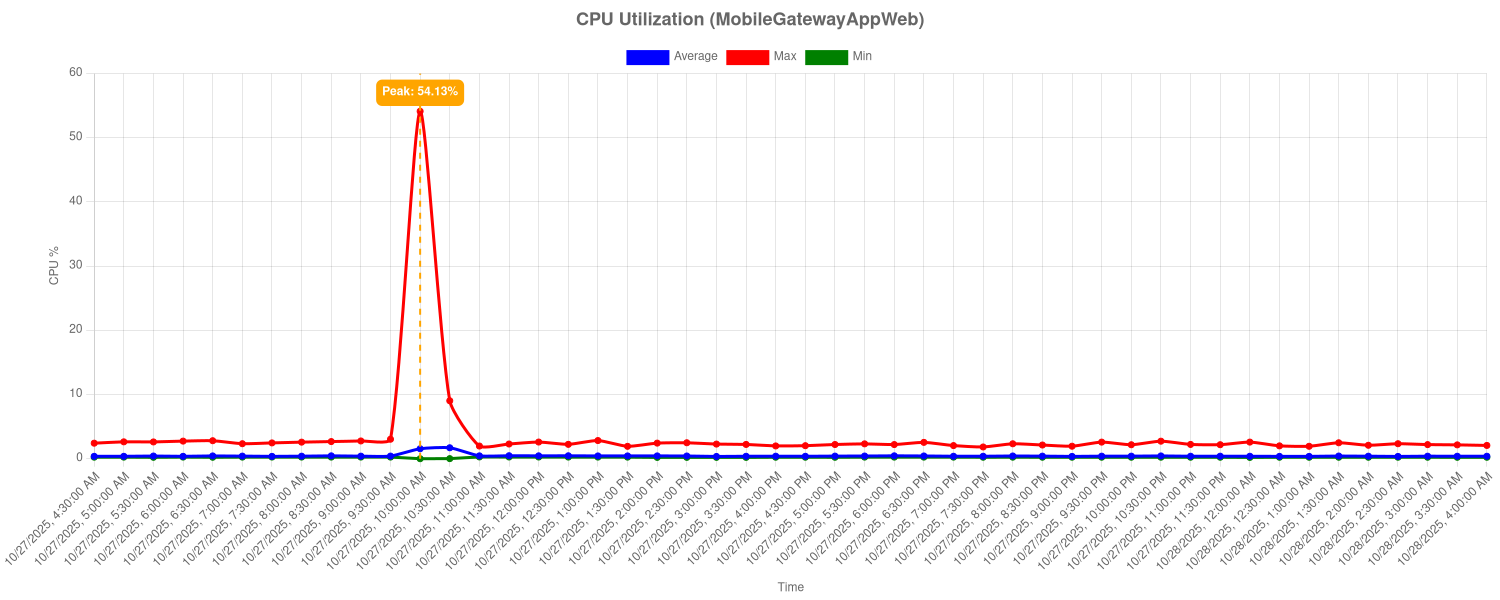 CPU Utilization (MobileGatewayAppWeb)
Average Max Min
Peak: 54.13%
CPU %
60
50
40
30
20
10
0
10/27/2025, 4:30:00 AM
10/27/2025, 5:00:00 AM
10/27/2025, 5:30:00 AM
10/27/2025, 6:00:00 AM
10/27/2025, 6:30:00 AM
10/27/2025, 7:00:00 AM
10/27/2025, 7:30:00 AM
10/27/2025, 8:00:00 AM
10/27/2025, 8:30:00 AM
10/27/2025, 9:00:00 AM
10/27/2025, 9:30:00 AM
10/27/2025, 10:00:00 AM
10/27/2025, 10:30:00 AM
10/27/2025, 11:00:00 AM
10/27/2025, 11:30:00 AM
10/27/2025, 12:00:00 PM
10/27/2025, 12:30:00 PM
10/27/2025, 1:00:00 PM
10/27/2025, 1:30:00 PM
10/27/2025, 2:00:00 PM
10/27/2025, 2:30:00 PM
10/27/2025, 3:00:00 PM
10/27/2025, 3:30:00 PM
10/27/2025, 4:00:00 PM
10/27/2025, 4:30:00 PM
10/27/2025, 5:00:00 PM
10/27/2025, 5:30:00 PM
10/27/2025, 6:00:00 PM
10/27/2025, 6:30:00 PM
10/27/2025, 7:00:00 PM
10/27/2025, 7:30:00 PM
10/27/2025, 8:00:00 PM
10/27/2025, 8:30:00 PM
10/27/2025, 9:00:00 PM
10/27/2025, 9:30:00 PM
10/27/2025, 10:00:00 PM
10/27/2025, 10:30:00 PM
10/27/2025, 11:00:00 PM
10/27/2025, 11:30:00 PM
10/28/2025, 12:00:00 AM
10/28/2025, 12:30:00 AM
10/28/2025, 1:00:00 AM
10/28/2025, 1:30:00 AM
10/28/2025, 2:00:00 AM
10/28/2025, 2:30:00 AM
10/28/2025, 3:00:00 AM
10/28/2025, 3:30:00 AM
10/28/2025, 4:00:00 AM
Time